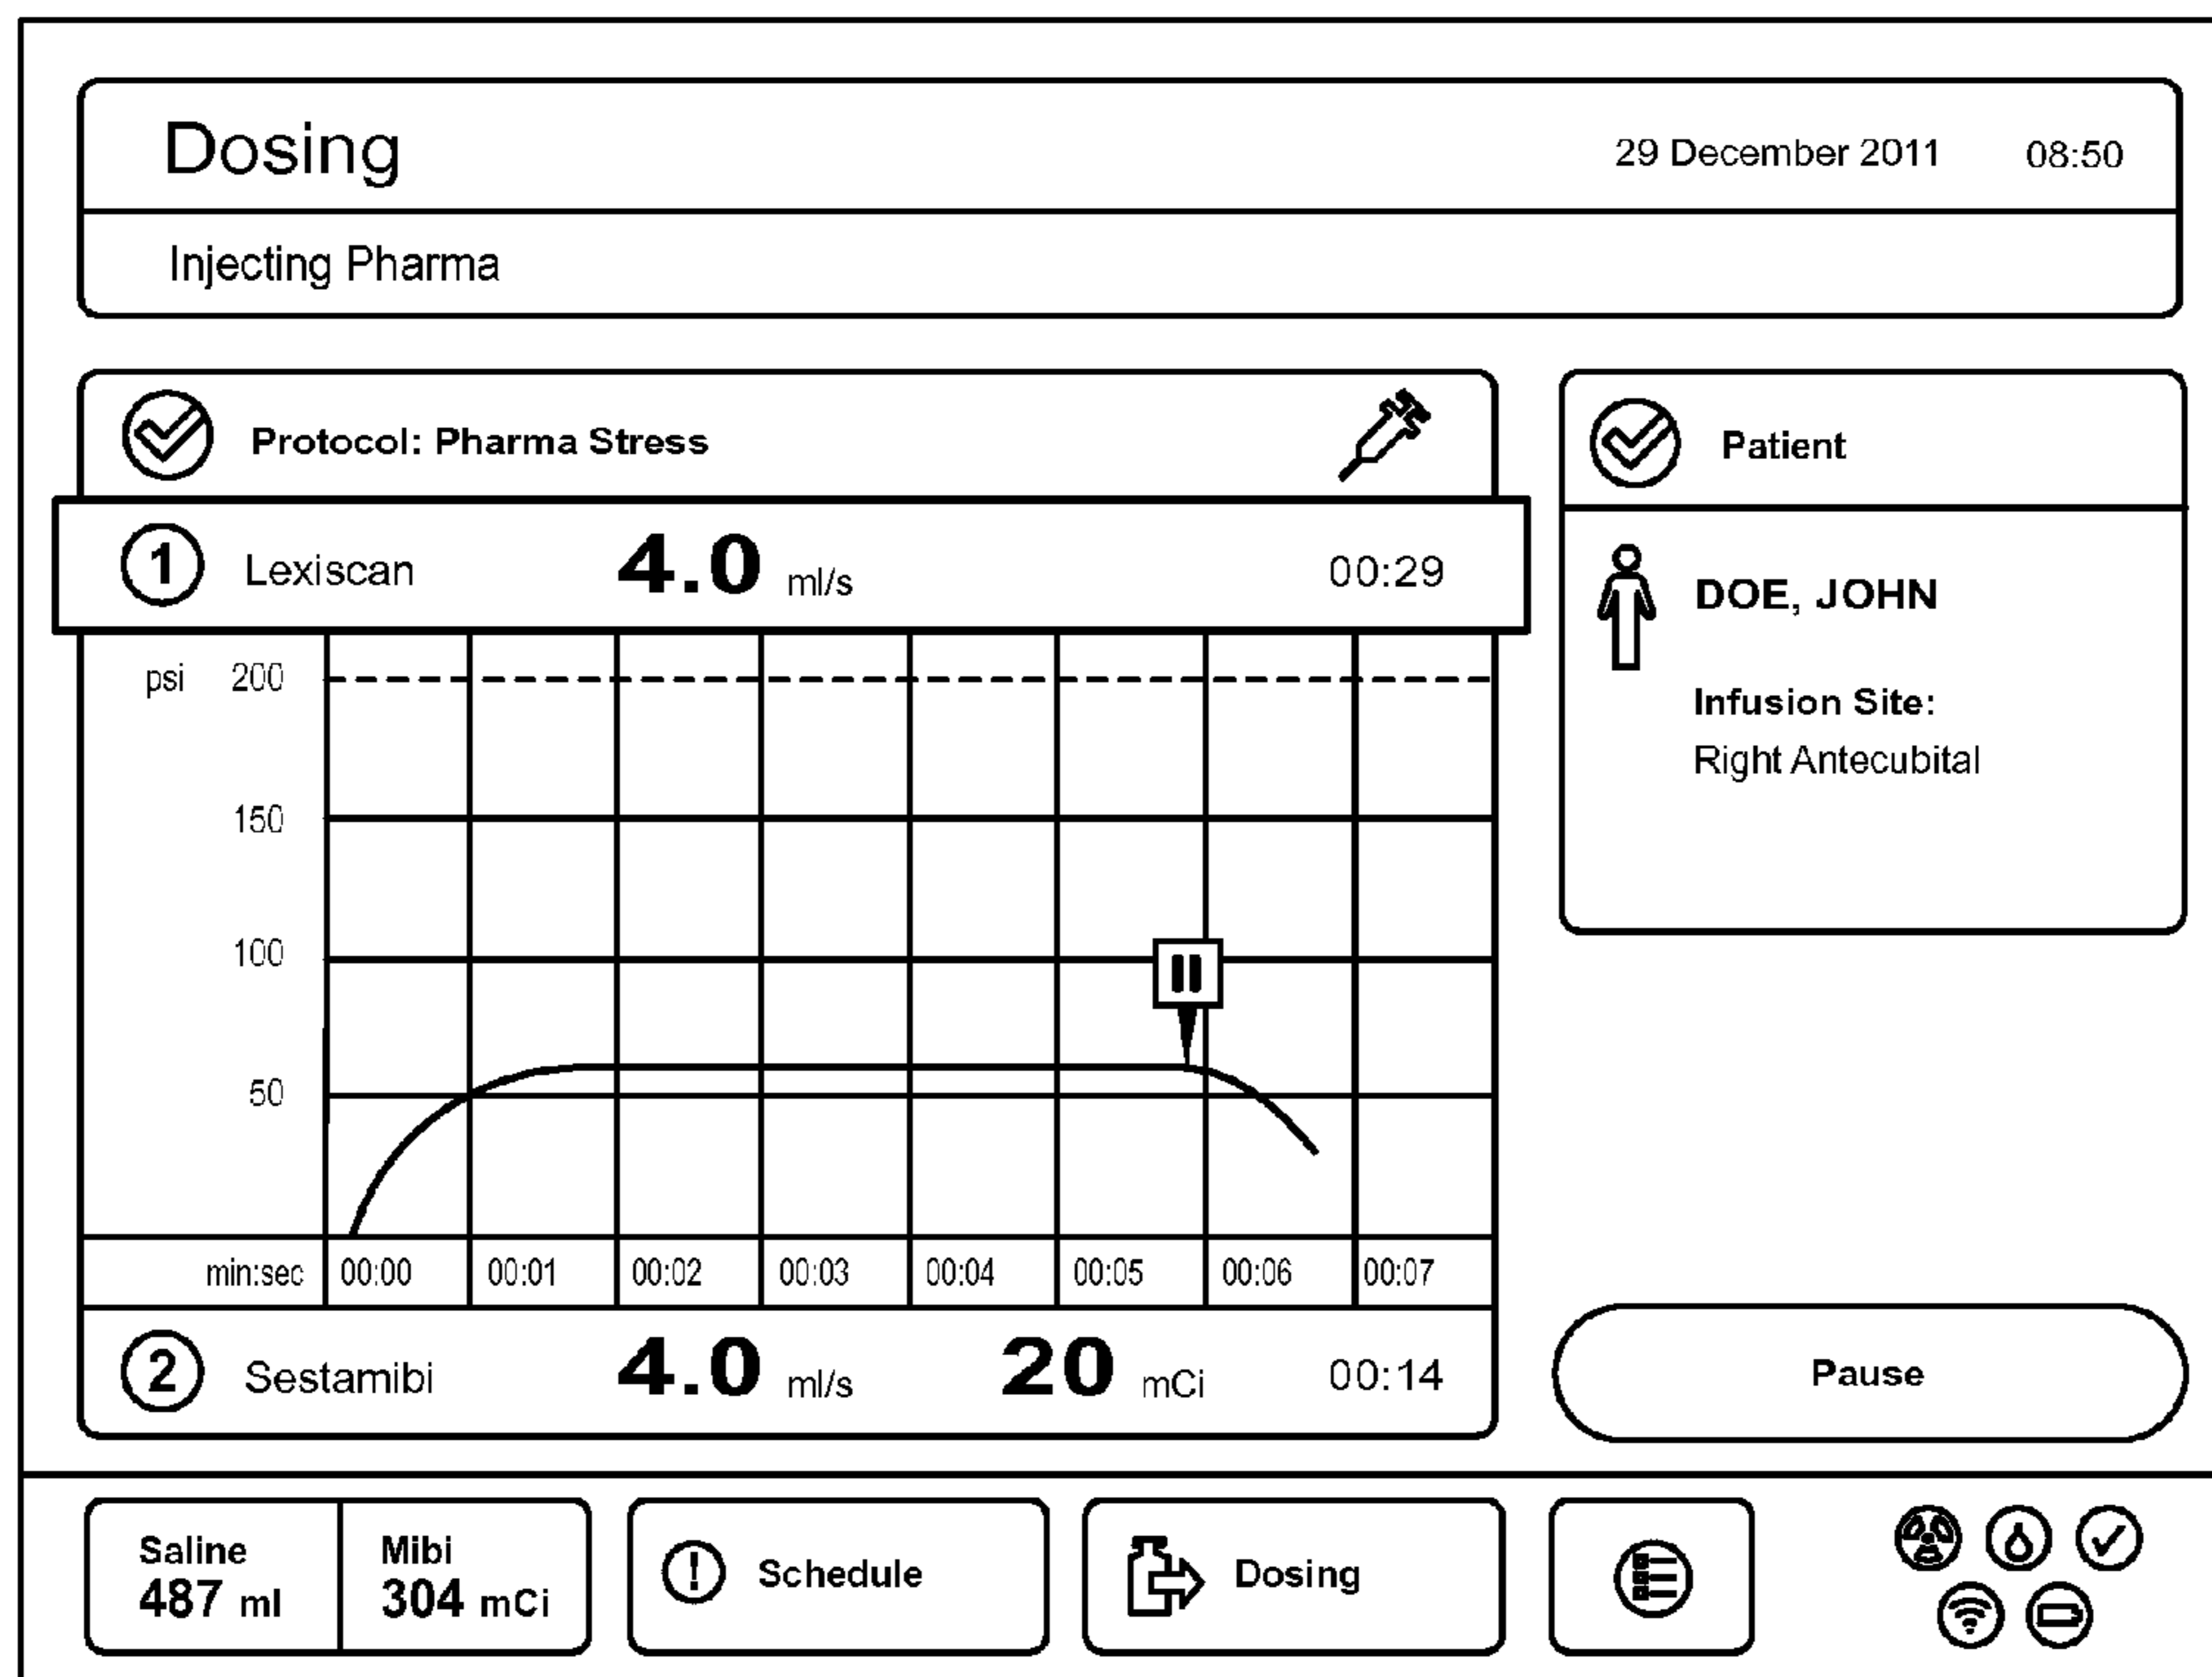 Dosing 29 December 2011 08:50
Injecting Pharma
Protocol: Pharma Stress
1 Lexiscan 4.0 ml/s 00:29
psi 200
150
100
50
min:sec 00:00 00:01 00:02 00:03 00:04 00:05 00:06 00:07
2 Sestamibi 4.0 ml/s 20 mCi 00:14
Patient
DOE, JOHN
Infusion Site:
Right Antecubital
Pause
Saline
487 ml
Mibi
304 mCi
Schedule
Dosing